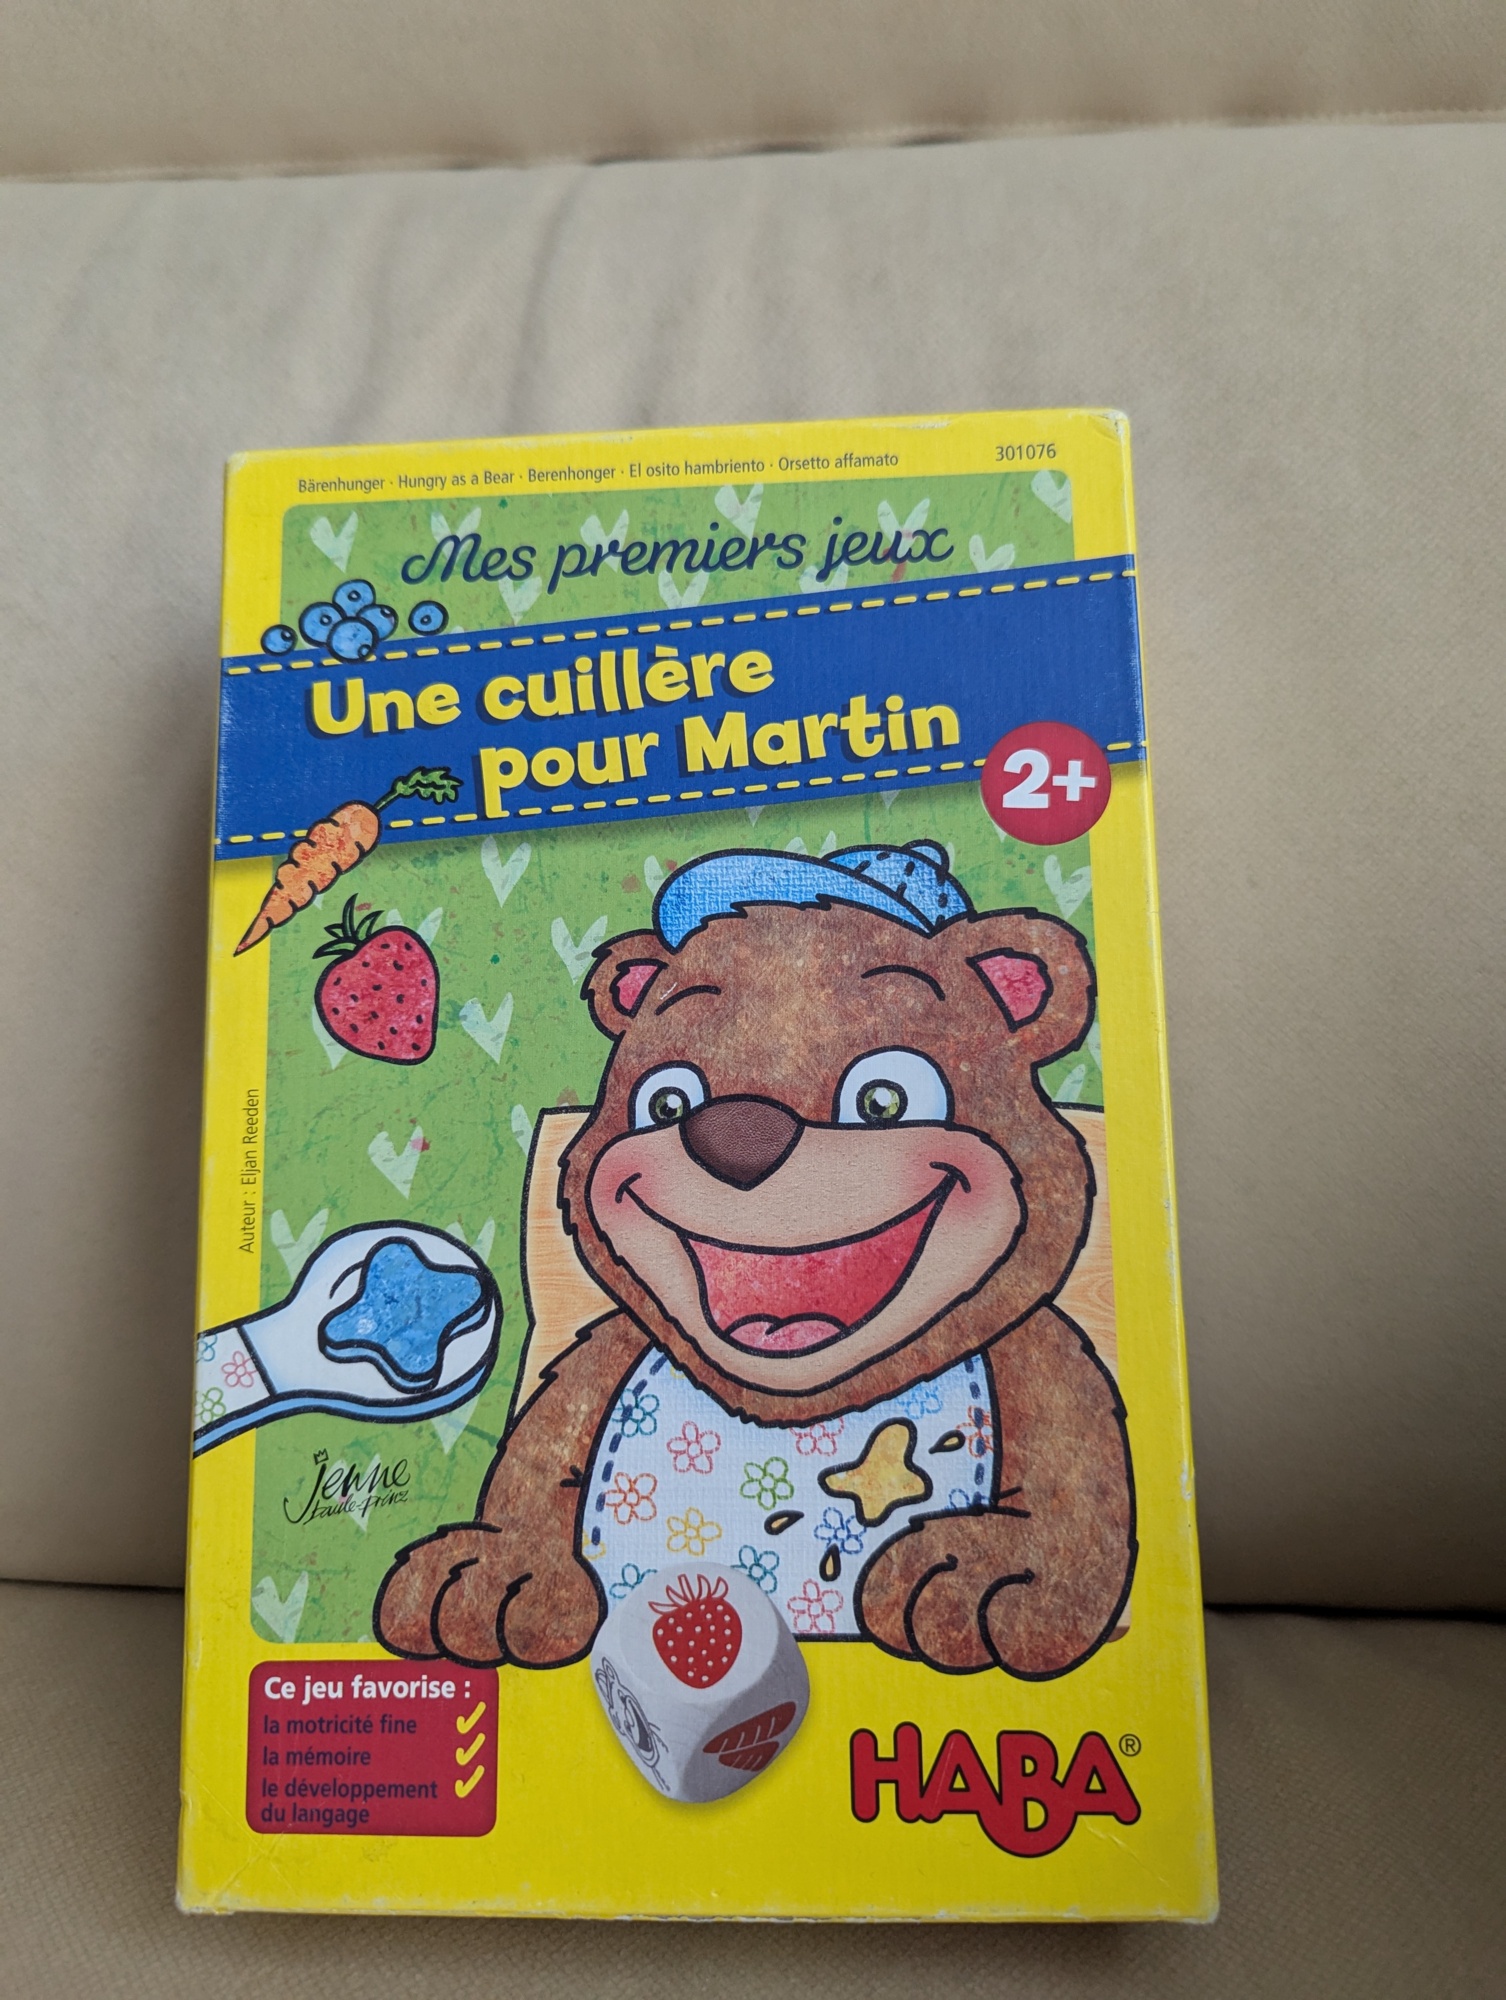 Bärenhunger · Hungry as a Bear · Berenhonger · El osito hambriento · Orsetto affamato
301076
Mes premiers jeux
Une cuillère
pour Martin
2+
Auteur : Eljan Reeden
jenne
Ce jeu favorise :
la motricité fine
la mémoire
le développement
du langage
HABA®